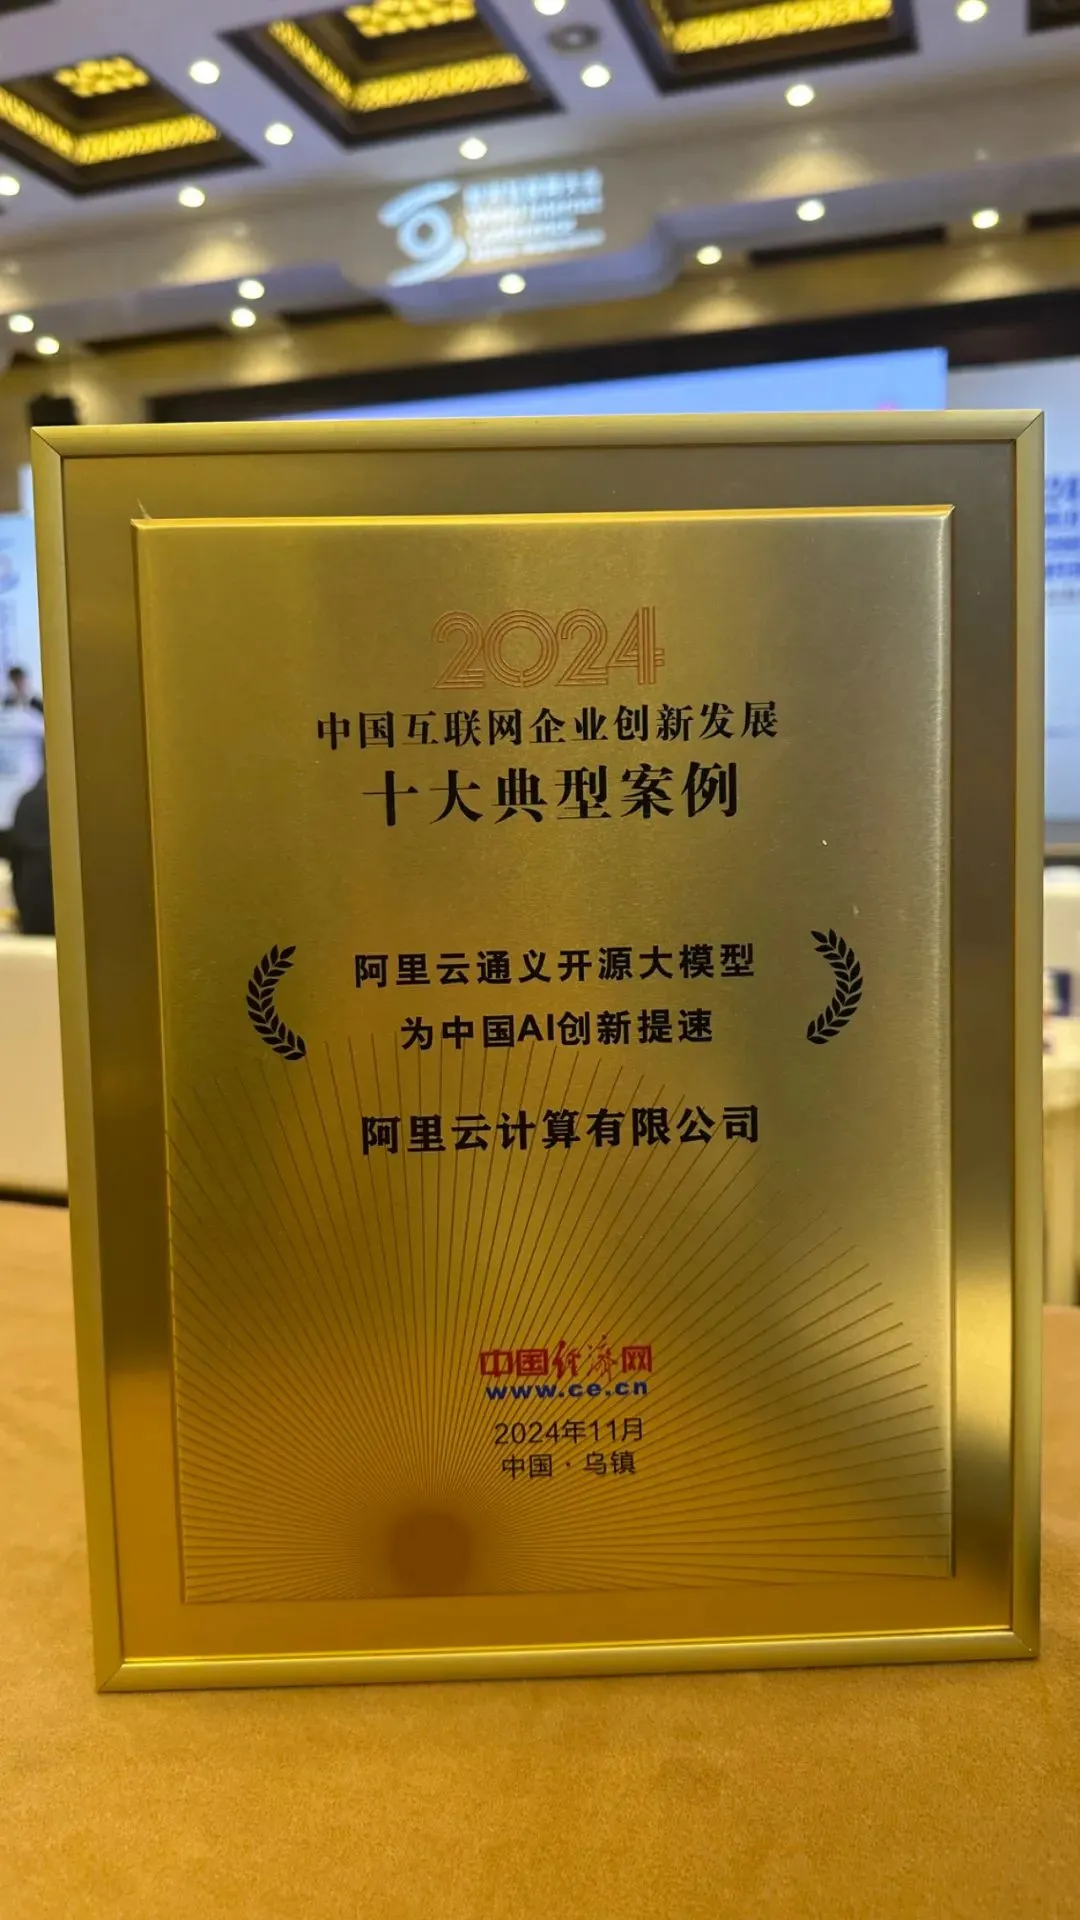 World Internet
Conference
2024
中国互联网企业创新发展
十大典型案例
阿里云通义开源大模型
为中国AI创新提速
阿里云计算有限公司
中国经济网
www.ce.cn
2024年11月
中国·乌镇